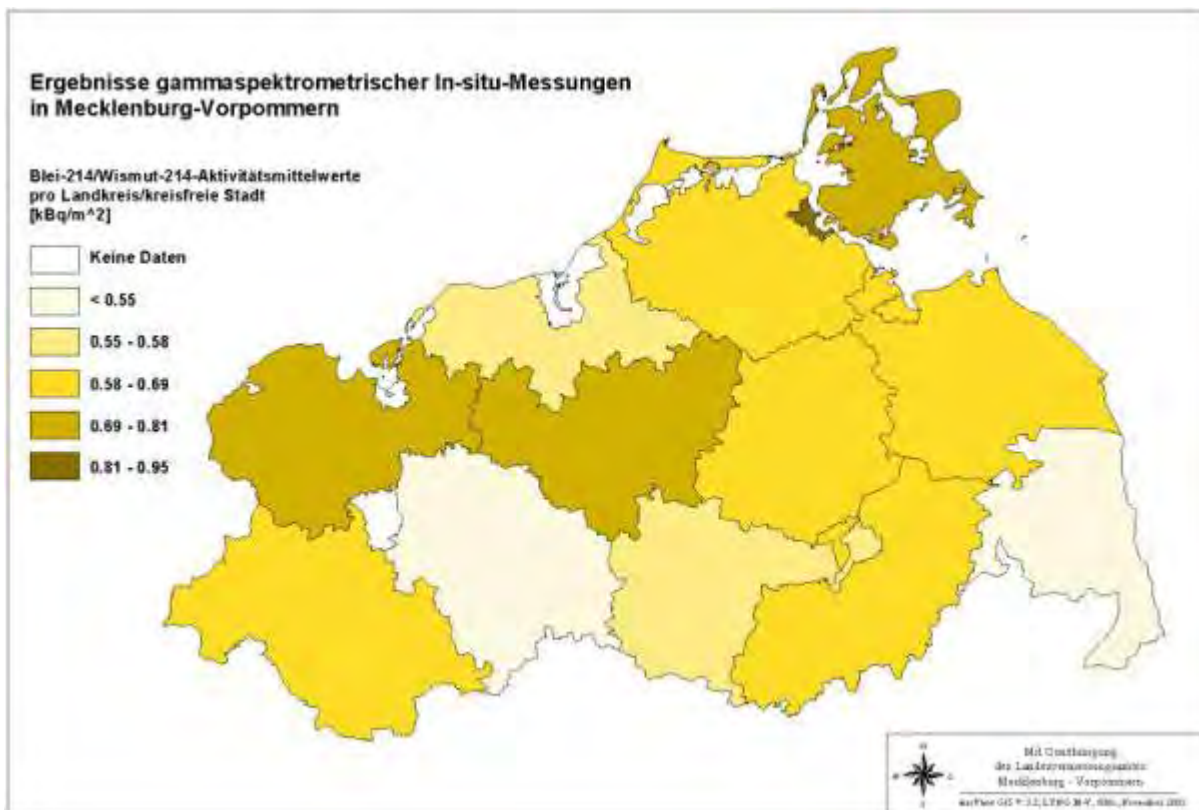 Ergebnisse gammaspektrometrischer In-situ-Messungen
in Mecklenburg-Vorpommern
Blei-214/Wismut-214-Aktivitätsmittelwerte
pro Landkreis/kreisfreie Stadt
[kBq/m^2]
Keine Daten
< 0.55
0.55 - 0.58
0.58 - 0.69
0.69 - 0.81
0.81 - 0.95
Mit Genehmigung
des Landesvermessungsamtes
Mecklenburg - Vorpommern